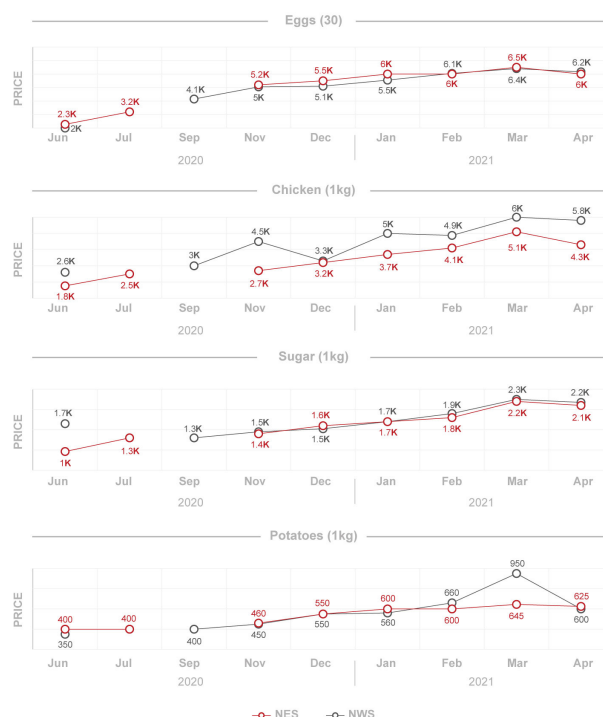 Eggs (30)
PRICE
2.3K 2K 3.2K 4.1K 5.2K 5K 5.5K 5.1K 6K 5.5K 6.1K 6K 6.5K 6.4K 6.2K 6K
Jun Jul Sep Nov Dec Jan Feb Mar Apr
2020 2021
Chicken (1kg)
PRICE
2.6K 1.8K 2.5K 3K 4.5K 2.7K 3.3K 3.2K 5K 3.7K 4.9K 4.1K 6K 5.1K 5.8K 4.3K
Jun Jul Sep Nov Dec Jan Feb Mar Apr
2020 2021
Sugar (1kg)
PRICE
1.7K 1K 1.3K 1.3K 1.5K 1.4K 1.6K 1.5K 1.7K 1.7K 1.9K 1.8K 2.3K 2.2K 2.2K 2.1K
Jun Jul Sep Nov Dec Jan Feb Mar Apr
2020 2021
Potatoes (1kg)
PRICE
400 350 400 400 460 450 550 550 600 560 660 600 950 645 625 600
Jun Jul Sep Nov Dec Jan Feb Mar Apr
2020 2021
NES NWS